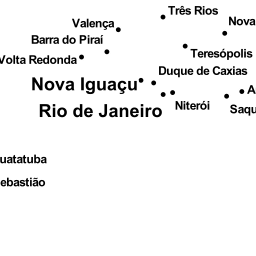 Três Rios
Valença
Nova
Barra do Piraí
Teresópolis
Volta Redonda
Duque de Caxias
Nova Iguaçu
A
Niterói
Rio de Janeiro
Saqu
uatatuba
ebastião